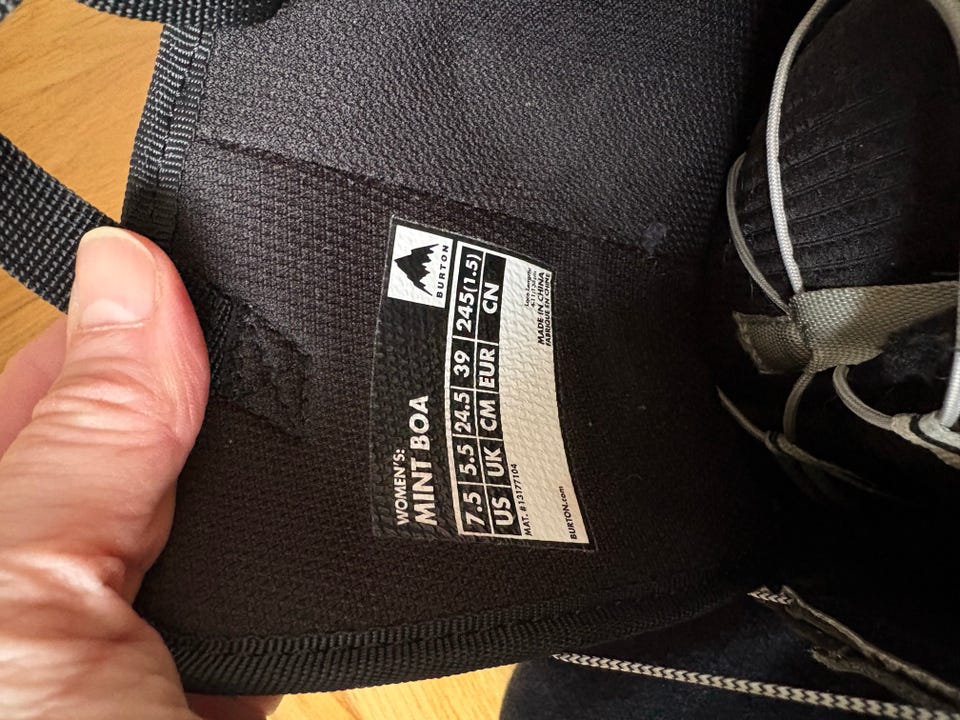 BURTON
WOMEN'S:
MINT BOA
7.5 5.5 24.5 39 245(1.5)
US UK CM EUR CN
MAT. #13177104
MADE IN CHINA
FABRIQUÉ EN CHINE
BURTON.com